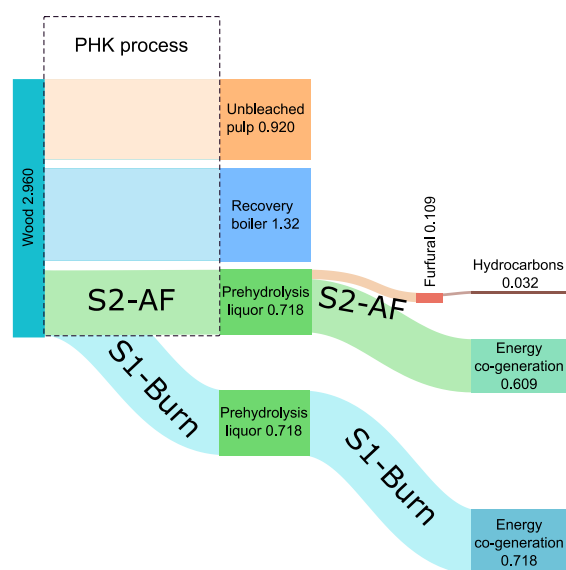 PHK process
Wood 2.960
Unbleached
pulp 0.920
Recovery
boiler 1.32
S2-AF
Prehydrolysis
liquor 0.718
S2-AF
Furfural 0.109
Hydrocarbons
0.032
Energy
co-generation
0.609
S1-Burn
Prehydrolysis
liquor 0.718
S1-Burn
Energy
co-generation
0.718